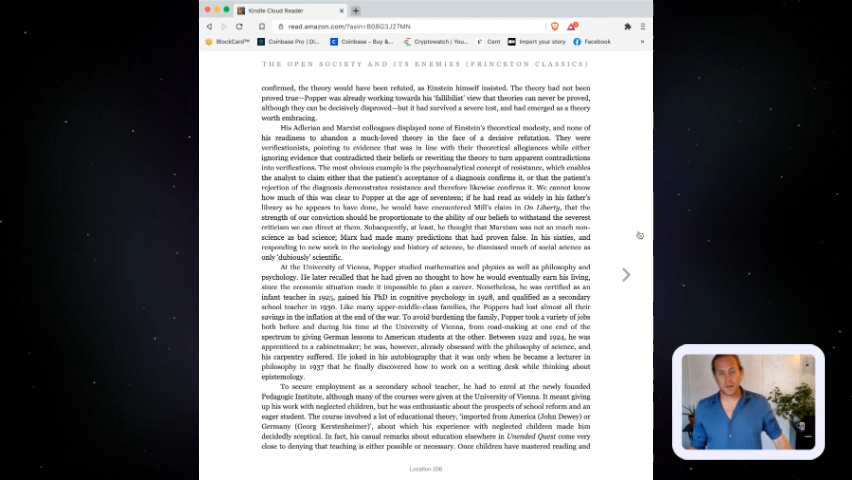 Kindle Cloud Reader
read.amazon.com/?asin=B08G3J27MN
BlockCard™ Coinbase Pro | Di... Coinbase – Buy &... Cryptowatch | You... Cent Import your story Facebook »
THE OPEN SOCIETY AND ITS ENEMIES (PRINCETON CLASSICS)
confirmed, the theory would have been refuted, as Einstein himself insisted. The theory had not been
proved true—Popper was already working towards his 'fallibilist' view that theories can never be proved,
although they can be decisively disproved—but it had survived a severe test, and had emerged as a theory
worth embracing.
His Adlerian and Marxist colleagues displayed none of Einstein's theoretical modesty, and none of
his readiness to abandon a much-loved theory in the face of a decisive refutation. They were
verificationists, pointing to evidence that was in line with their theoretical allegiances while either
ignoring evidence that contradicted their beliefs or rewriting the theory to turn apparent contradictions
into verifications. The most obvious example is the psychoanalytical concept of resistance, which enables
the analyst to claim either that the patient's acceptance of a diagnosis confirms it, or that the patient's
rejection of the diagnosis demonstrates resistance and therefore likewise confirms it. We cannot know
how much of this was clear to Popper at the age of seventeen; if he had read as widely in his father's
library as he appears to have done, he would have encountered Mill's claim in On Liberty, that the
strength of our conviction should be proportionate to the ability of our beliefs to withstand the severest
criticism we can direct at them. Subsequently, at least, he thought that Marxism was not so much non-
science as bad science; Marx had made many predictions that had proven false. In his sixties, and
responding to new work in the sociology and history of science, he dismissed much of social science as
only 'dubiously' scientific.
At the University of Vienna, Popper studied mathematics and physics as well as philosophy and
psychology. He later recalled that he had given no thought to how he would eventually earn his living,
since the economic situation made it impossible to plan a career. Nonetheless, he was certified as an
infant teacher in 1925, gained his PhD in cognitive psychology in 1928, and qualified as a secondary
school teacher in 1930. Like many upper-middle-class families, the Poppers had lost almost all their
savings in the inflation at the end of the war. To avoid burdening the family, Popper took a variety of jobs
both before and during his time at the University of Vienna, from road-making at one end of the
spectrum to giving German lessons to American students at the other. Between 1922 and 1924, he was
apprenticed to a cabinetmaker; he was, however, already obsessed with the philosophy of science, and
his carpentry suffered. He joked in his autobiography that it was only when he became a lecturer in
philosophy in 1937 that he finally discovered how to work on a writing desk while thinking about
epistemology.
To secure employment as a secondary school teacher, he had to enrol at the newly founded
Pedagogic Institute, although many of the courses were given at the University of Vienna. It meant giving
up his work with neglected children, but he was enthusiastic about the prospects of school reform and an
eager student. The course involved a lot of educational theory, 'imported from America (John Dewey) or
Germany (Georg Kerstenheimer)', about which his experience with neglected children made him
decidedly sceptical. In fact, his casual remarks about education elsewhere in Unended Quest come very
close to denying that teaching is either possible or necessary. Once children have mastered reading and
Location 206